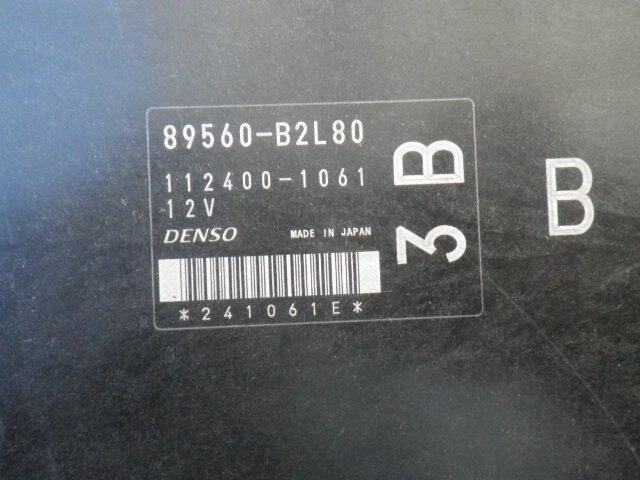 89560-B2L80
112400-1061
12V
DENSO MADE IN JAPAN
*241061E*
3B
B